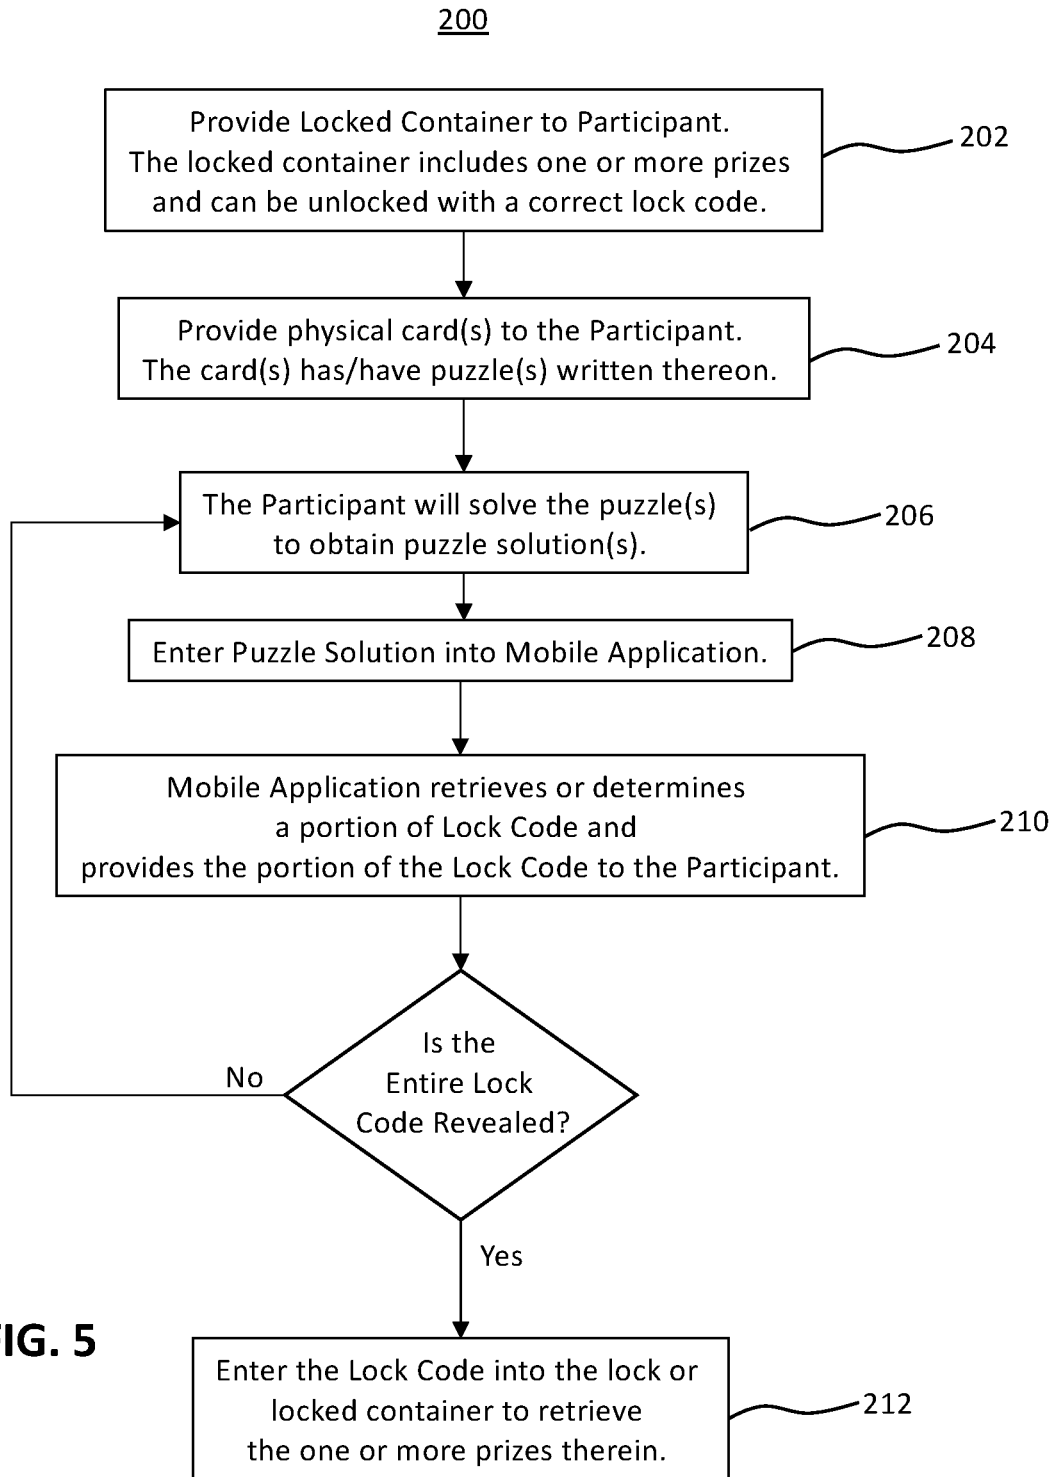 200
Provide Locked Container to Participant.
The locked container includes one or more prizes
and can be unlocked with a correct lock code.
202
Provide physical card(s) to the Participant.
The card(s) has/have puzzle(s) written thereon.
204
The Participant will solve the puzzle(s)
to obtain puzzle solution(s).
206
Enter Puzzle Solution into Mobile Application.
208
Mobile Application retrieves or determines
a portion of Lock Code and
provides the portion of the Lock Code to the Participant.
210
Is the
Entire Lock
Code Revealed?
No
Yes
FIG. 5
Enter the Lock Code into the lock or
locked container to retrieve
the one or more prizes therein.
212